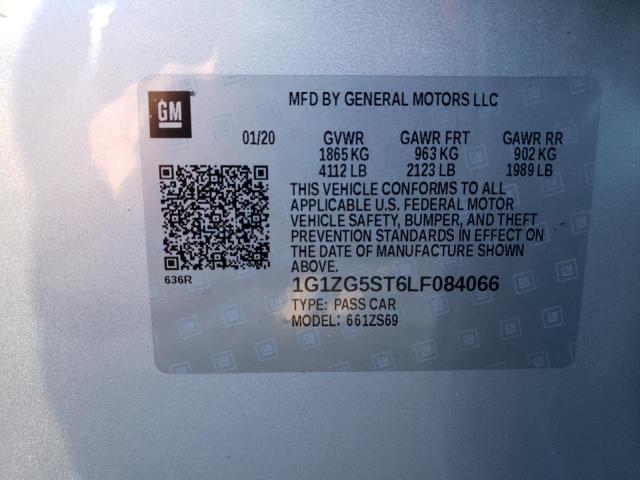 GM
MFD BY GENERAL MOTORS LLC
01/20 GVWR GAWR FRT GAWR RR
1865 KG 963 KG 902 KG
4112 LB 2123 LB 1989 LB
THIS VEHICLE CONFORMS TO ALL
APPLICABLE U.S. FEDERAL MOTOR
VEHICLE SAFETY, BUMPER, AND THEFT
PREVENTION STANDARDS IN EFFECT ON
THE DATE OF MANUFACTURE SHOWN
ABOVE.
636R
1G1ZG5ST6LF084066
TYPE: PASS CAR
MODEL: 661ZS69